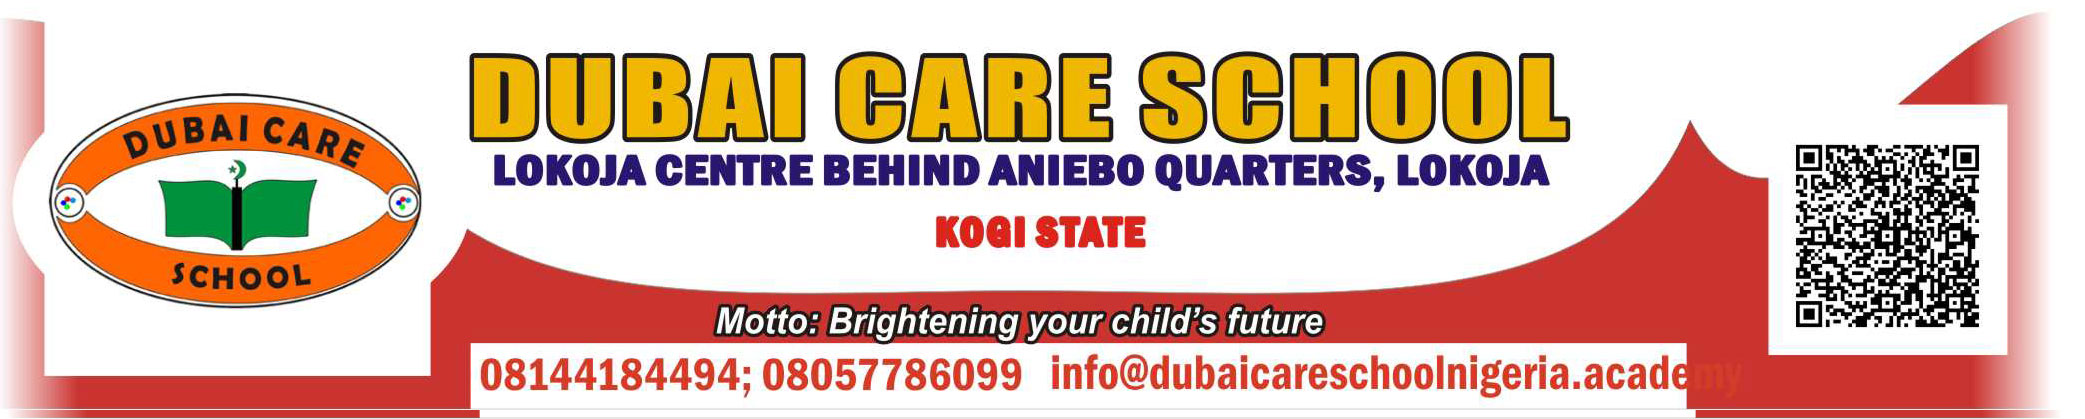 DUBAI CARE
SCHOOL
DUBAI CARE SCHOOL
LOKOJA CENTRE BEHIND ANIEBO QUARTERS, LOKOJA
KOGI STATE
Motto: Brightening your child's future
08144184494; 08057786099 info@dubaicareschoolnigeria.academy